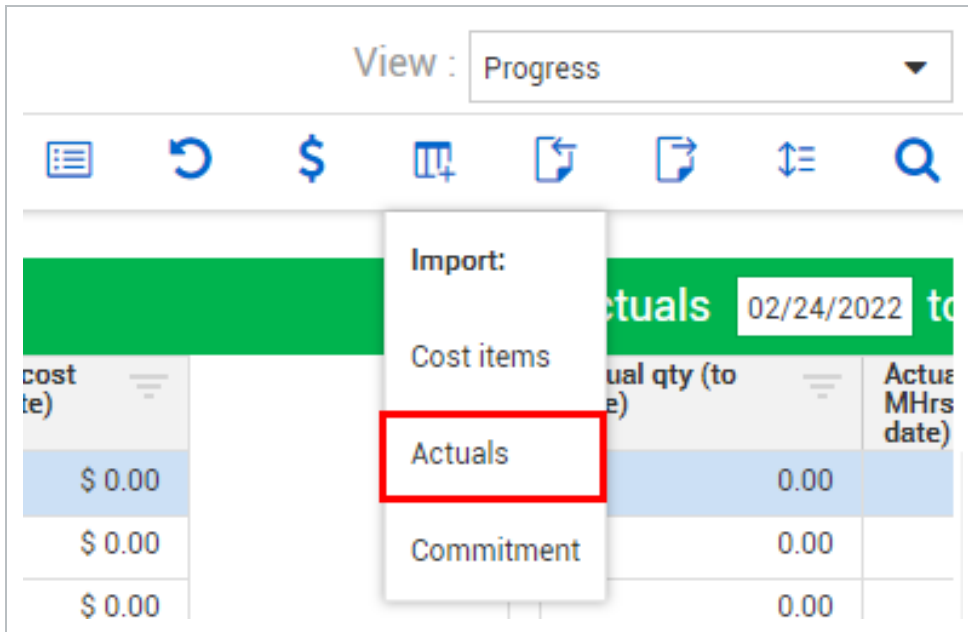 View : Progress
$
Import:
ctuals 02/24/2022 to
Cost items
cost
te)
ual qty (to
e)
Actua
MHrs
date)
Actuals
$ 0.00 0.00
$ 0.00 0.00
Commitment
$ 0.00 0.00